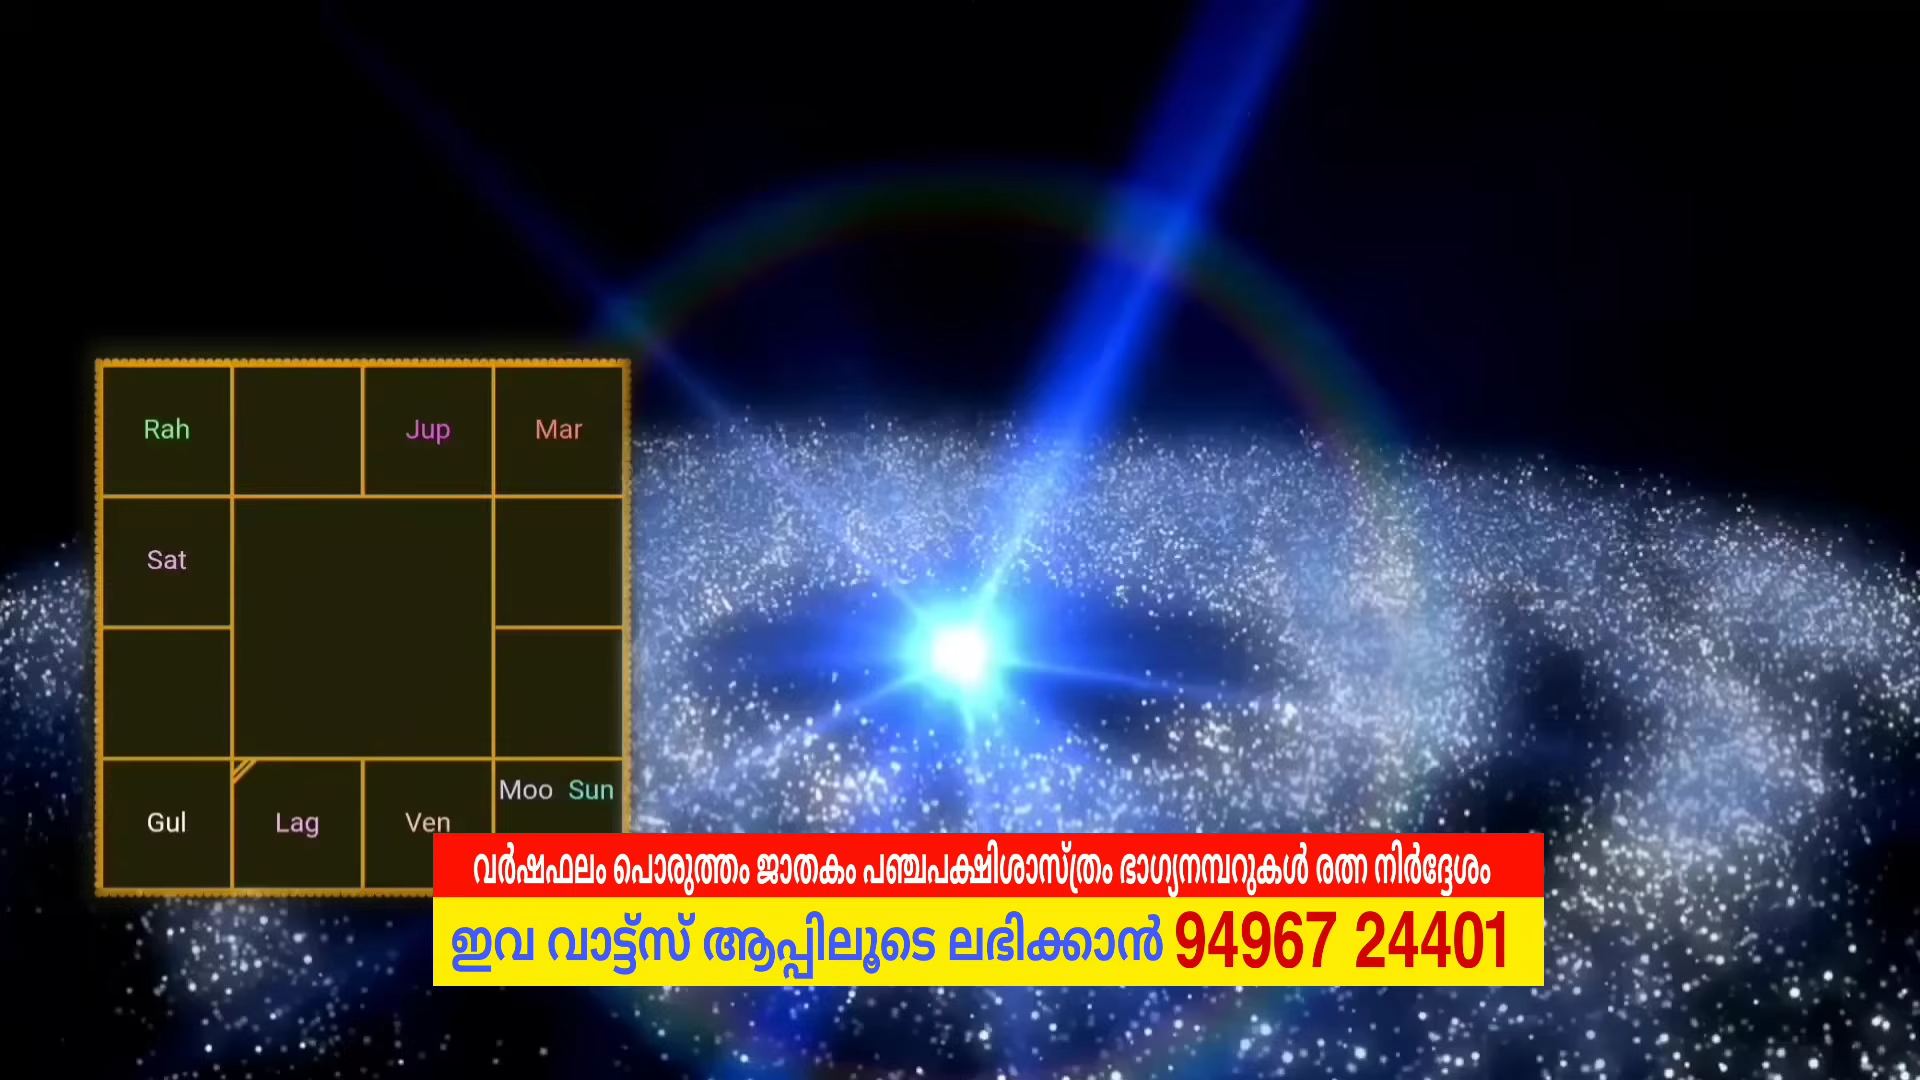 Rah Jup Mar
Sat
Moo Sun
Gul Lag Ven
വർഷഫലം പൊരുത്തം ജാതകം പഞ്ചപക്ഷിശാസ്ത്രം ഭാഗ്യനമ്പറുകൾ രത്ന നിർദ്ദേശം
ഇവ വാട്ട്സ് ആപ്പിലൂടെ ലഭിക്കാൻ 94967 24401